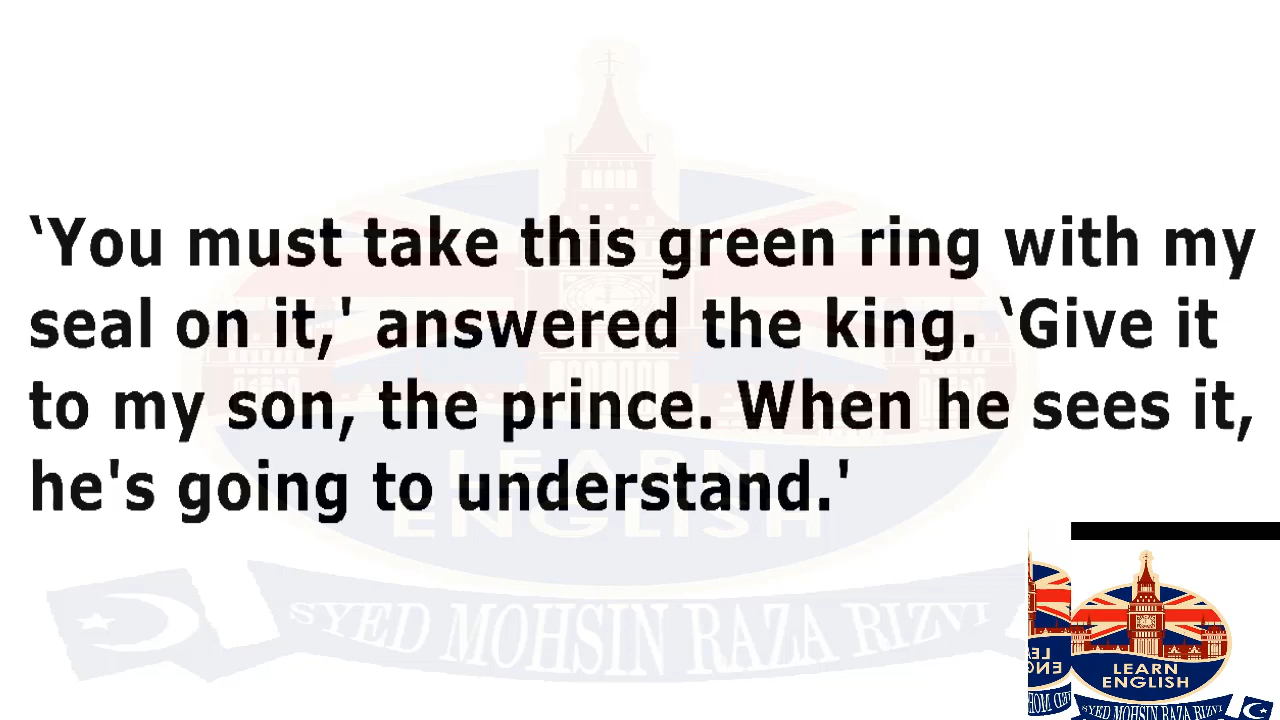 ‘You must take this green ring with my
seal on it,' answered the king. ‘Give it
to my son, the prince. When he sees it,
he's going to understand.'
LEARN
ENGLISH
SYED MOHSIN RAZA RIZVI
LEARN
ENGLISH
SYED MOHSIN RAZA RIZVI